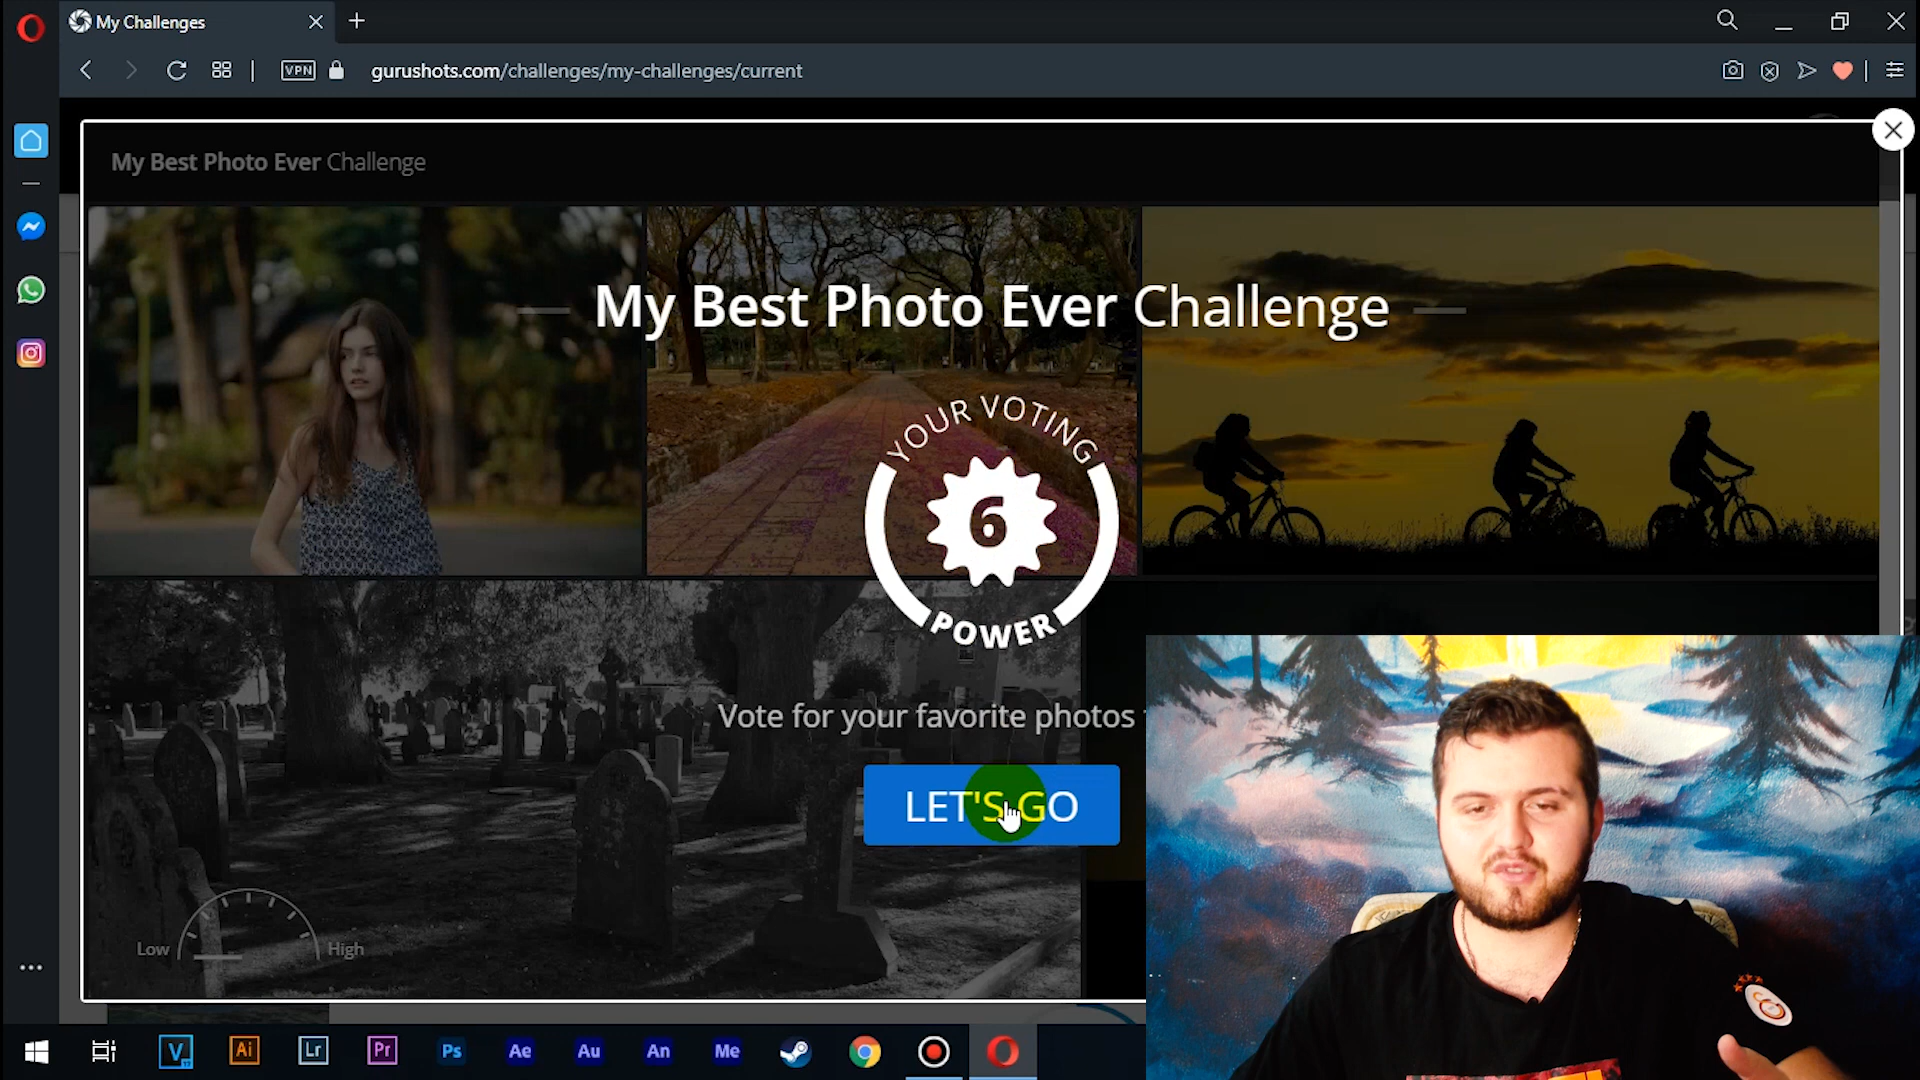 My Challenges
VPN
gurushots.com/challenges/my-challenges/current
My Best Photo Ever Challenge
My Best Photo Ever Challenge
YOUR VOTING
6
POWER
Vote for your favorite photos
LET'S GO
Low
High
V
Ai
Lr
Pr
Ps
Ae
Au
An
Me